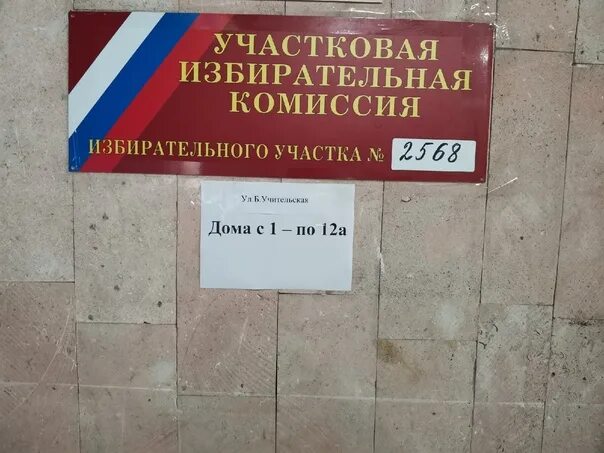 УЧАСТКОВАЯ
ИЗБИРАТЕЛЬНАЯ
КОМИССИЯ
ИЗБИРАТЕЛЬНОГО УЧАСТКА № 2568
Ул.Б.Учительская
Дома с 1 – по 12а